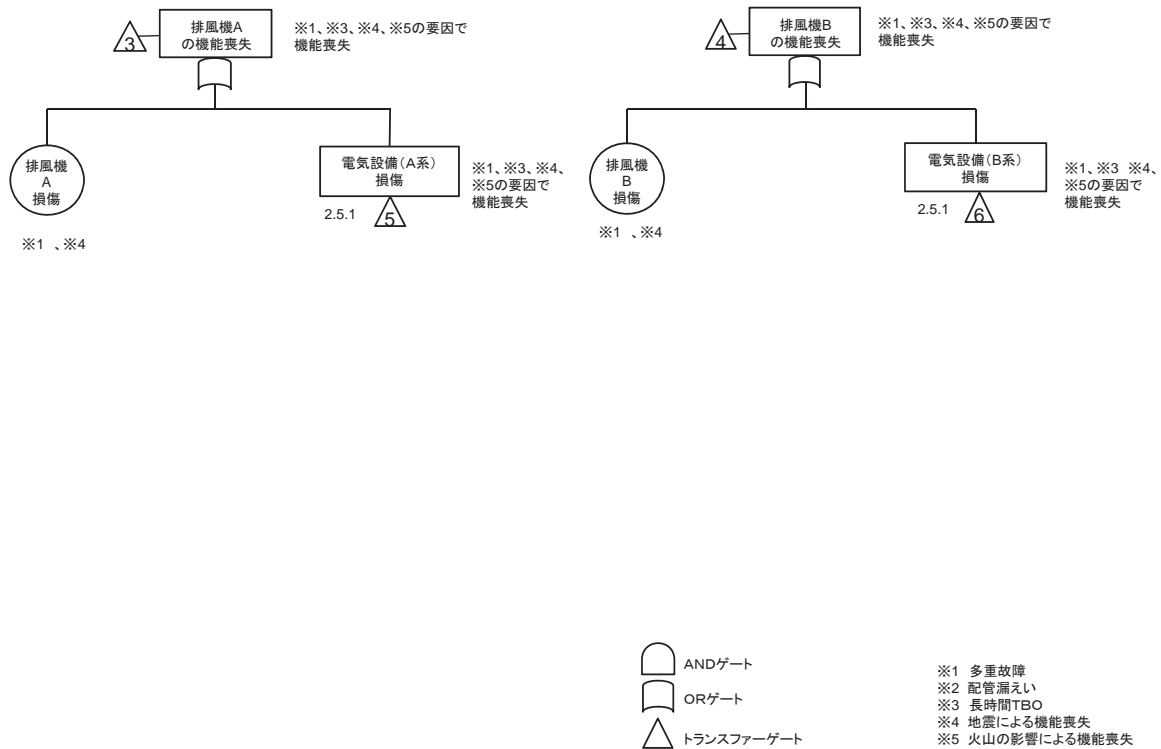 3
排風機A
の機能喪失
※1、※3、※4、※5の要因で
機能喪失
排風機
A
損傷
※1 、※4
電気設備(A系)
損傷
2.5.1
5
※1、※3、※4、
※5の要因で
機能喪失
4
排風機B
の機能喪失
※1、※3、※4、※5の要因で
機能喪失
排風機
B
損傷
※1 、※4
電気設備(B系)
損傷
2.5.1
6
※1、※3 ※4、
※5の要因で
機能喪失
ANDゲート
ORゲート
トランスファーゲート
※1 多重故障
※2 配管漏えい
※3 長時間TBO
※4 地震による機能喪失
※5 火山の影響による機能喪失